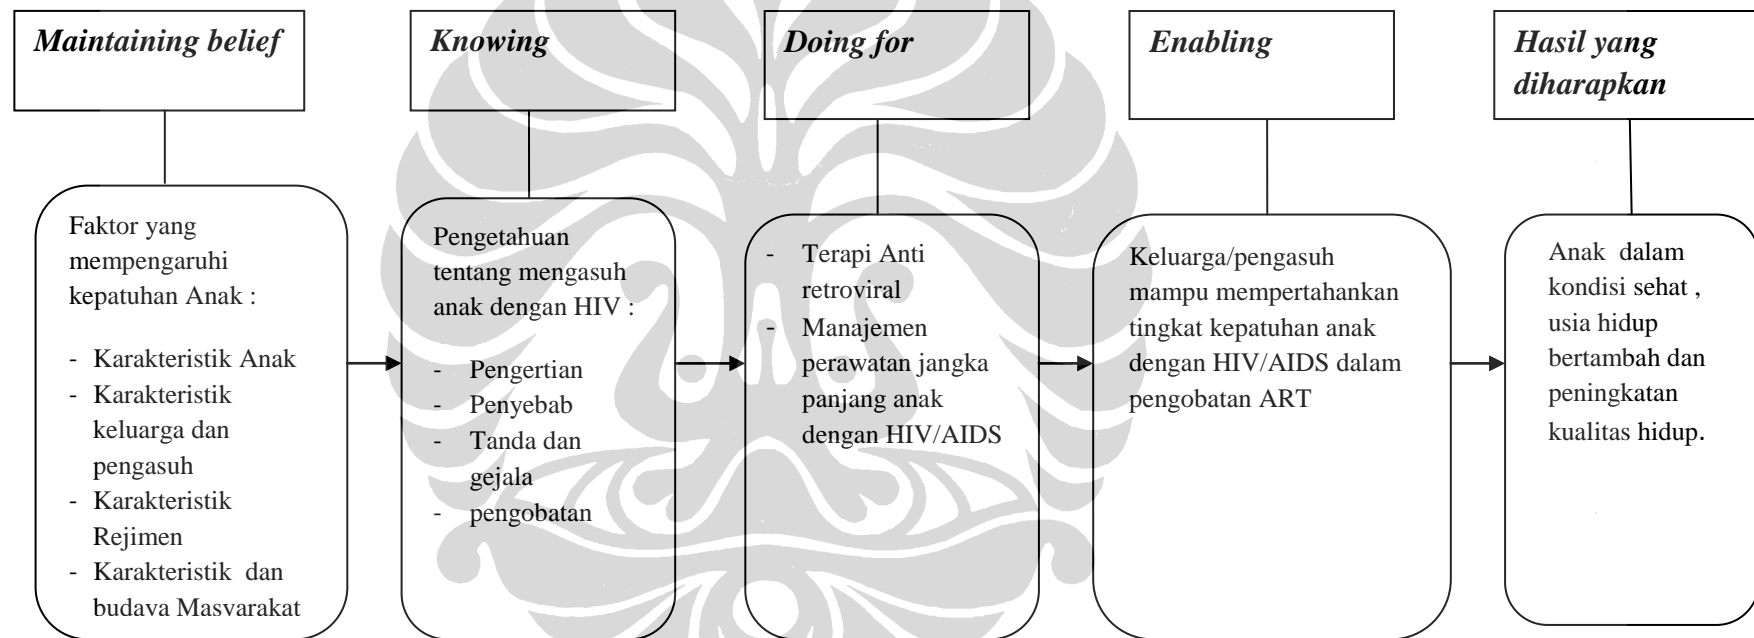 Maintaining belief
Knowing
Doing for
Enabling
Hasil yang
diharapkan
Faktor yang
mempengaruhi
kepatuhan Anak :
- Karakteristik Anak
- Karakteristik
keluarga dan
pengasuh
- Karakteristik
Rejimen
- Karakteristik dan
budaya Masyarakat
Pengetahuan
tentang mengasuh
anak dengan HIV :
- Pengertian
- Penyebab
- Tanda dan
gejala
- pengobatan
- Terapi Anti
retroviral
- Manajemen
perawatan jangka
panjang anak
dengan HIV/AIDS
Keluarga/pengasuh
mampu mempertahankan
tingkat kepatuhan anak
dengan HIV/AIDS dalam
pengobatan ART
Anak dalam
kondisi sehat ,
usia hidup
bertambah dan
peningkatan
kualitas hidup.